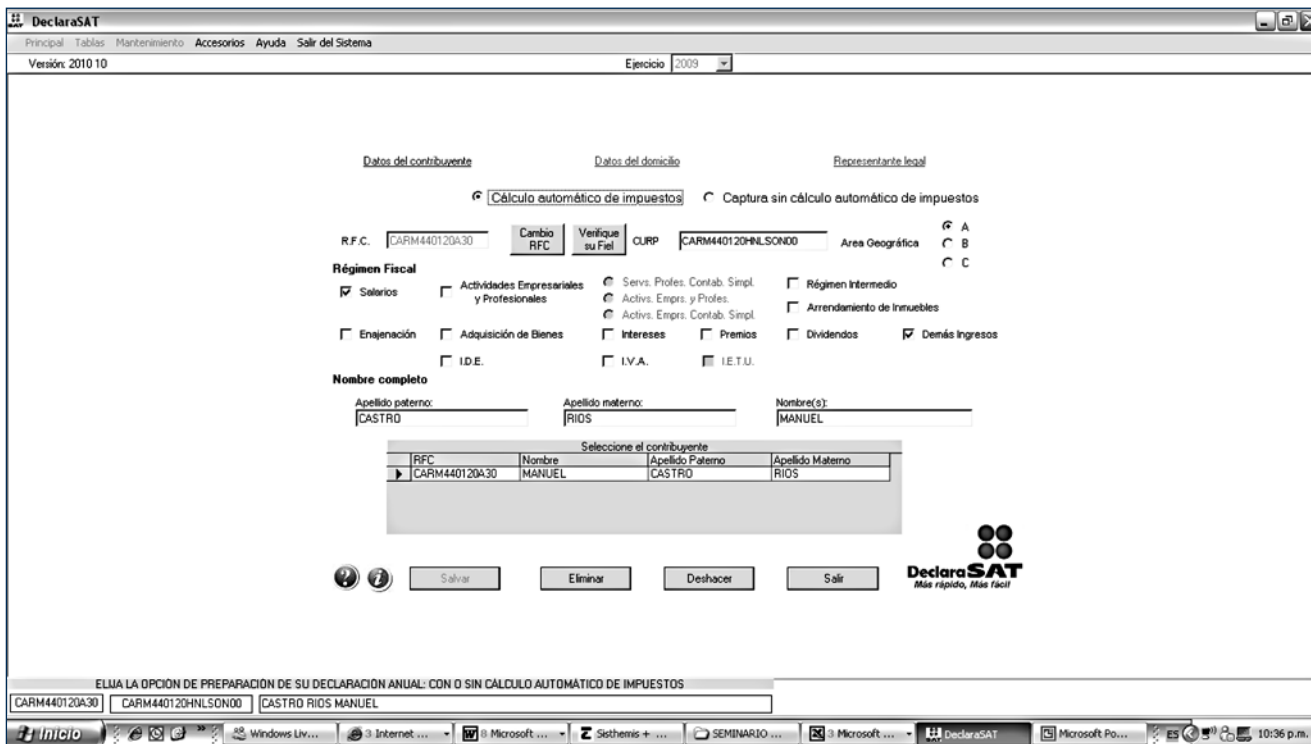 DeclaraSAT
Principal Tablas Mantenimiento Accesorios Ayuda Salir del Sistema
Versión: 2010 10 Ejercicio 2009
Datos del contribuyente Datos del domicilio Representante legal
Cálculo automático de impuestos Captura sin cálculo automático de impuestos
R.F.C. CARM440120A30 Cambio RFC Verifique su Fiel CURP CARM440120HNLSON00 Area Geográfica A B C
Régimen Fiscal
Salarios Actividades Empresariales y Profesionales Servs. Profes. Contab. Simpl. Régimen Intermedio
Activs. Emprs. y Profes. Arrendamiento de Inmuebles
Activs. Emprs. Contab. Simpl.
Enajenación Adquisición de Bienes Intereses Premios Dividendos Demás Ingresos
I.D.E. I.V.A. I.E.T.U.
Nombre completo
Apellido paterno: Apellido materno: Nombre(s):
CASTRO RIOS MANUEL
Seleccione el contribuyente
RFC Nombre Apellido Paterno Apellido Materno
CARM440120A30 MANUEL CASTRO RIOS
Salvar Eliminar Deshacer Salir
DeclaraSAT
Más rápido, Más fácil!
ELIJA LA OPCIÓN DE PREPARACIÓN DE SU DECLARACIÓN ANUAL: CON O SIN CÁLCULO AUTOMÁTICO DE IMPUESTOS
CARM440120A30 CARM440120HNLSON00 CASTRO RIOS MANUEL
Inicio Windows Liv... 3 Internet ... 8 Microsoft ... Sisthemis + ... SEMINARIO ... 3 Microsoft ... DeclaraSAT Microsoft Po... ES 10:36 p.m.